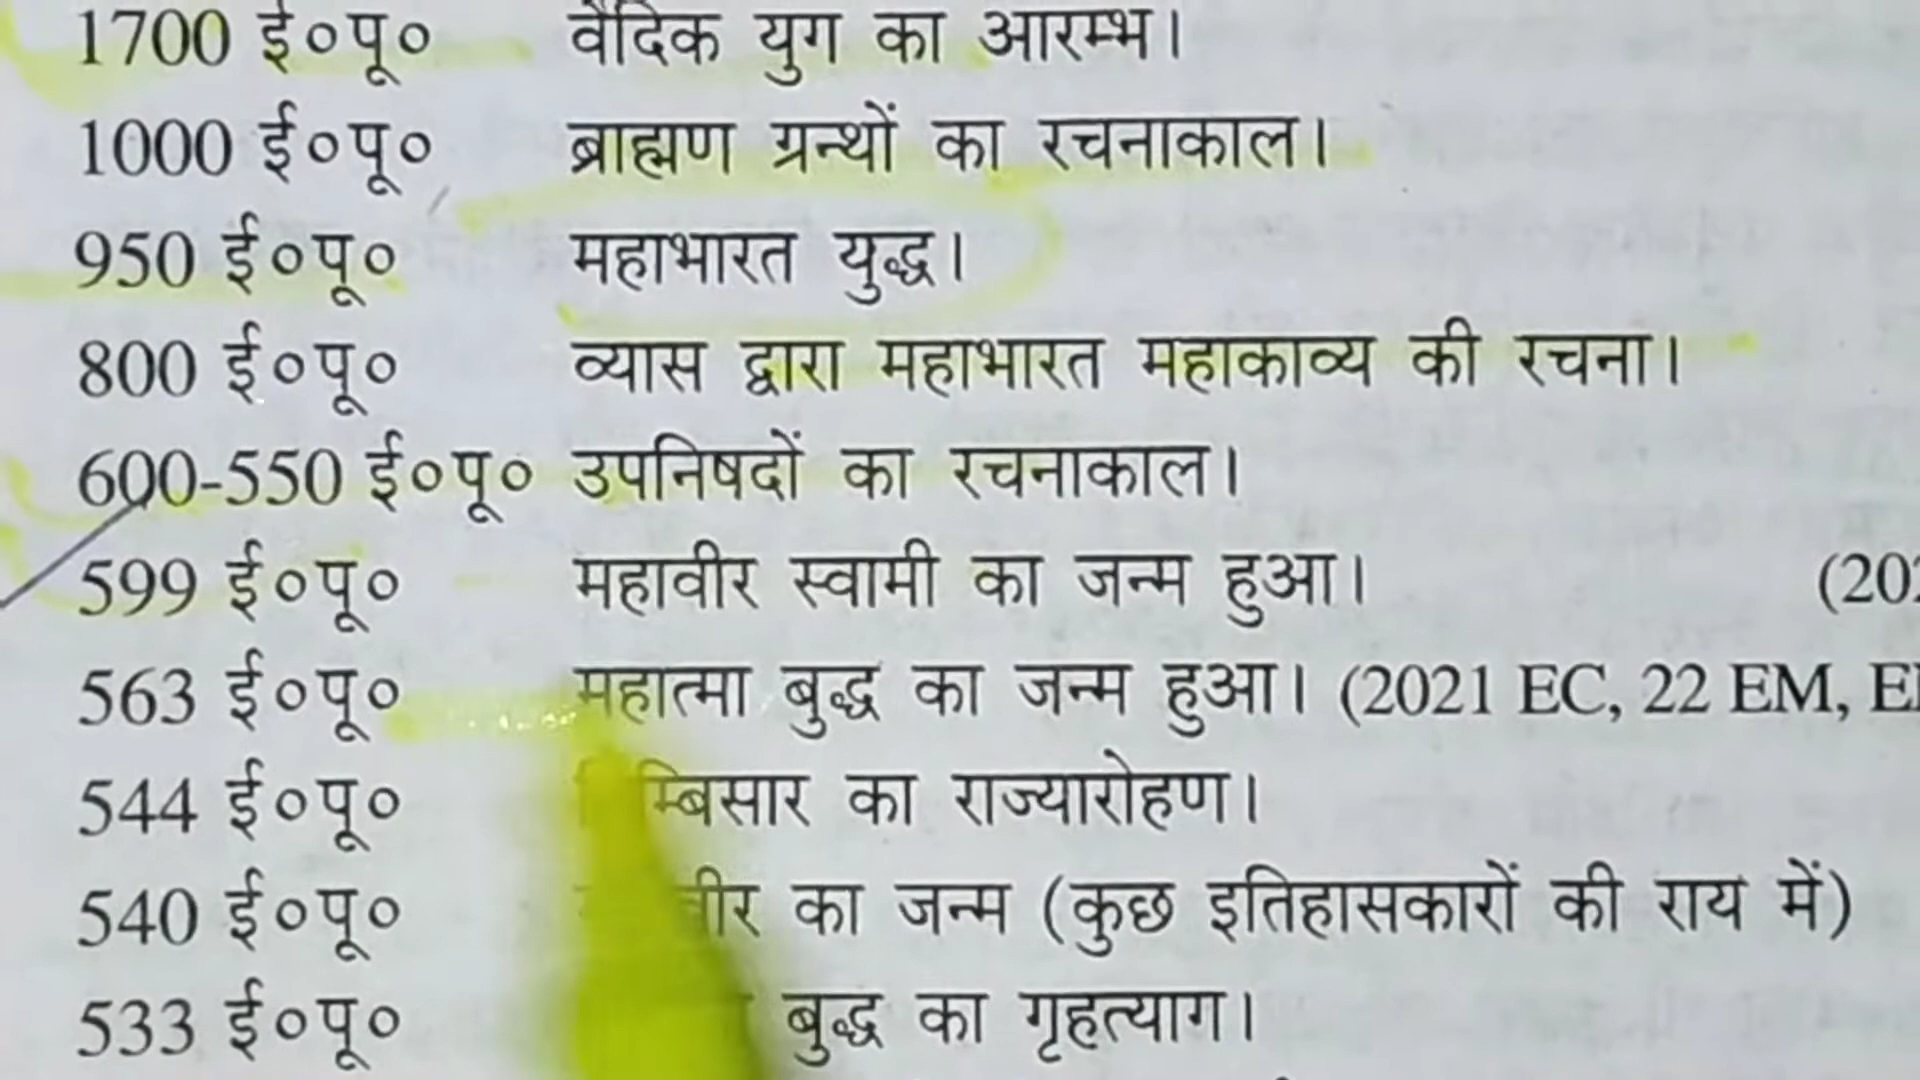 1700 ई०पू० वैदिक युग का आरम्भ।
1000 ई०पू० ब्राह्मण ग्रन्थों का रचनाकाल।
950 ई०पू० महाभारत युद्ध।
800 ई०पू० व्यास द्वारा महाभारत महाकाव्य की रचना।
600-550 ई०पू० उपनिषदों का रचनाकाल।
599 ई०पू० महावीर स्वामी का जन्म हुआ।
563 ई०पू० महात्मा बुद्ध का जन्म हुआ। (2021 EC, 22 EM,
544 ई०पू० का राज्यारोहण।
540 ई०पू० का जन्म (कुछ इतिहासकारों की राय में)
533 ई०पू० बुद्ध का गृहत्याग।